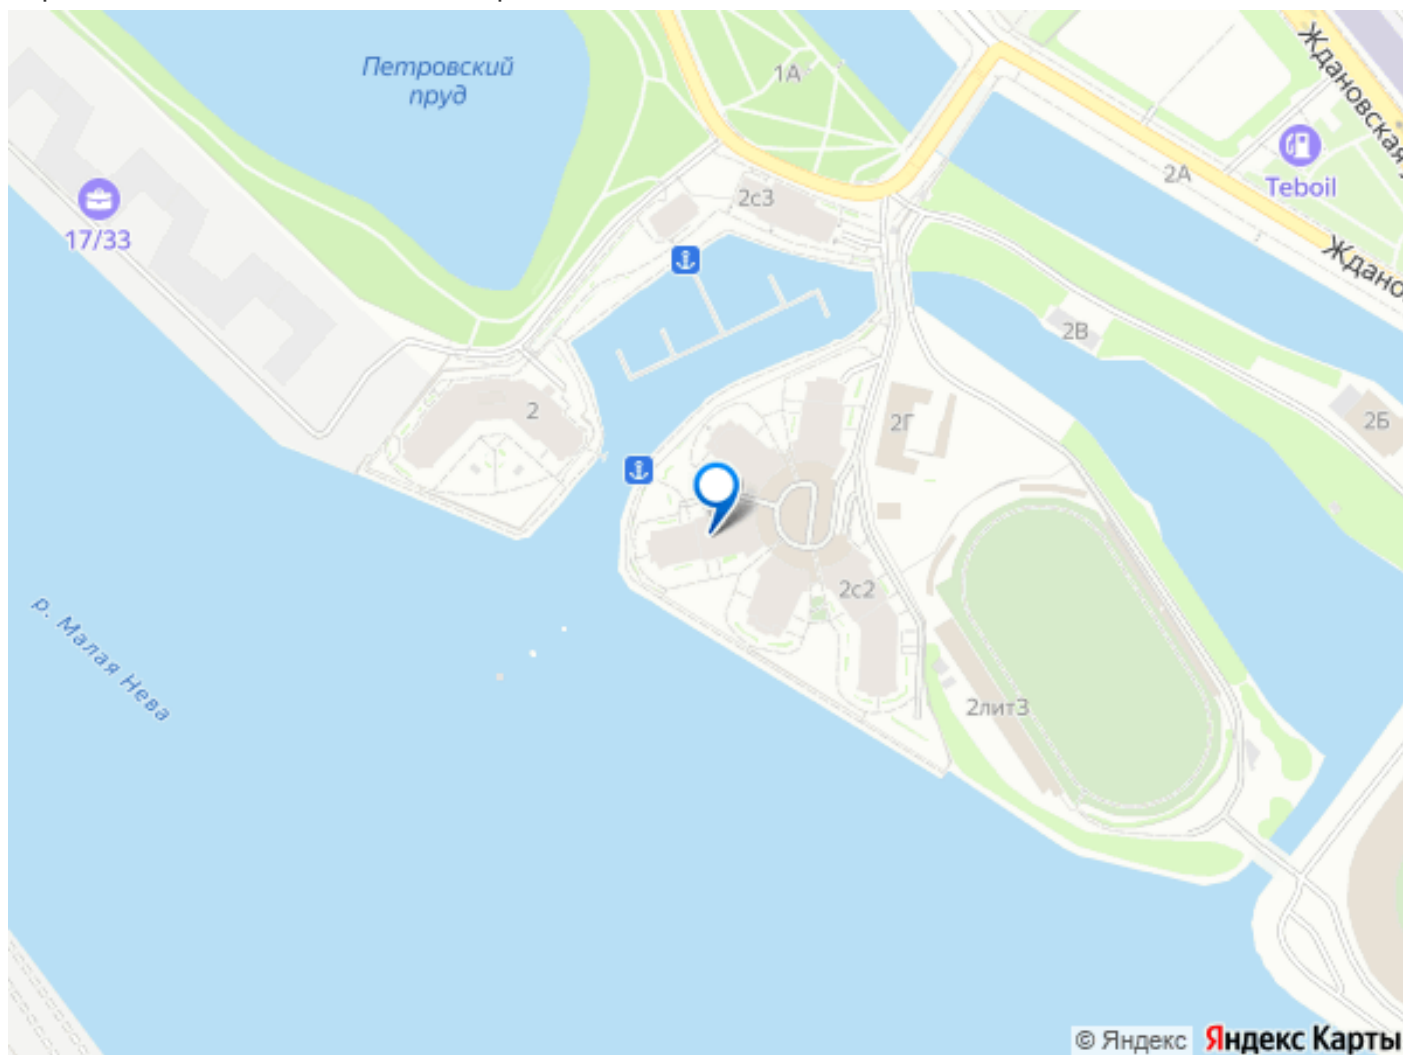 Петровский
пруд
1А
Ждановская у
Teboil
2А
2с3
17/33
Ждано
2В
2Б
2
2Г
2с2
р. Малая Нева
2лит3
© Яндекс Яндекс Карты